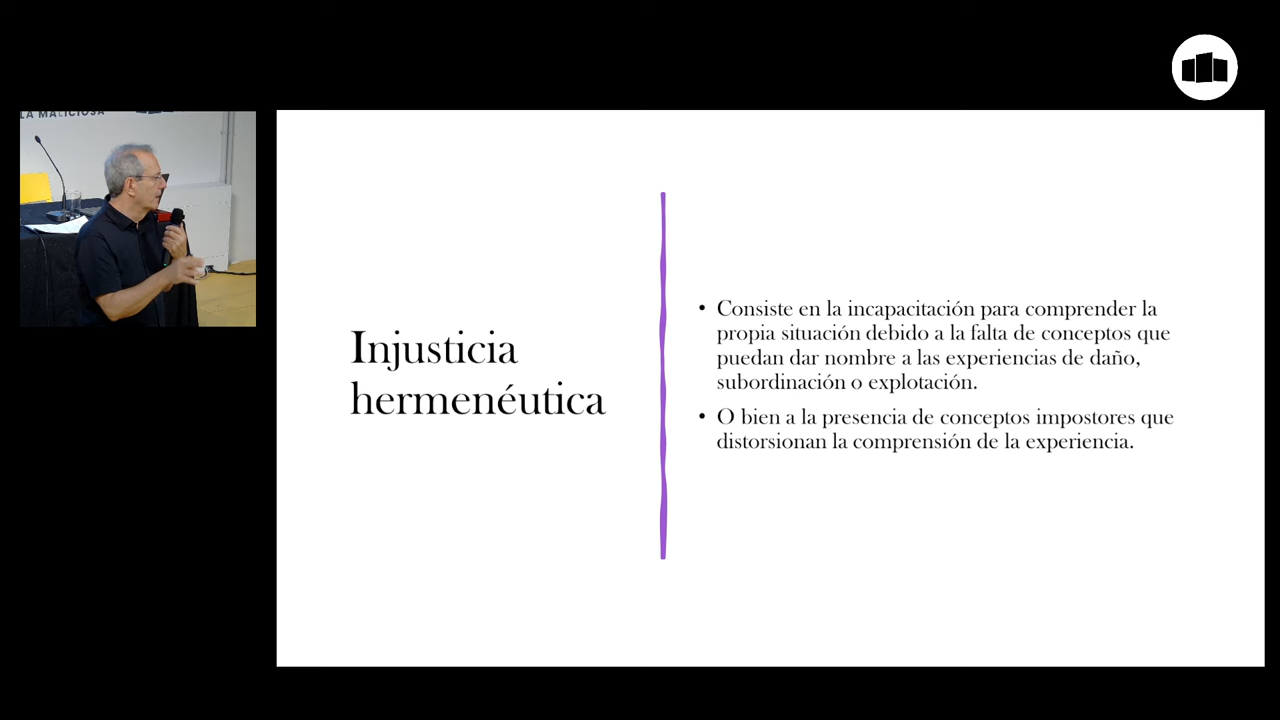 LA MALICIOSA
Injusticia
hermenéutica
• Consiste en la incapacitación para comprender la
propia situación debido a la falta de conceptos que
puedan dar nombre a las experiencias de daño,
subordinación o explotación.
• O bien a la presencia de conceptos impostores que
distorsionan la comprensión de la experiencia.